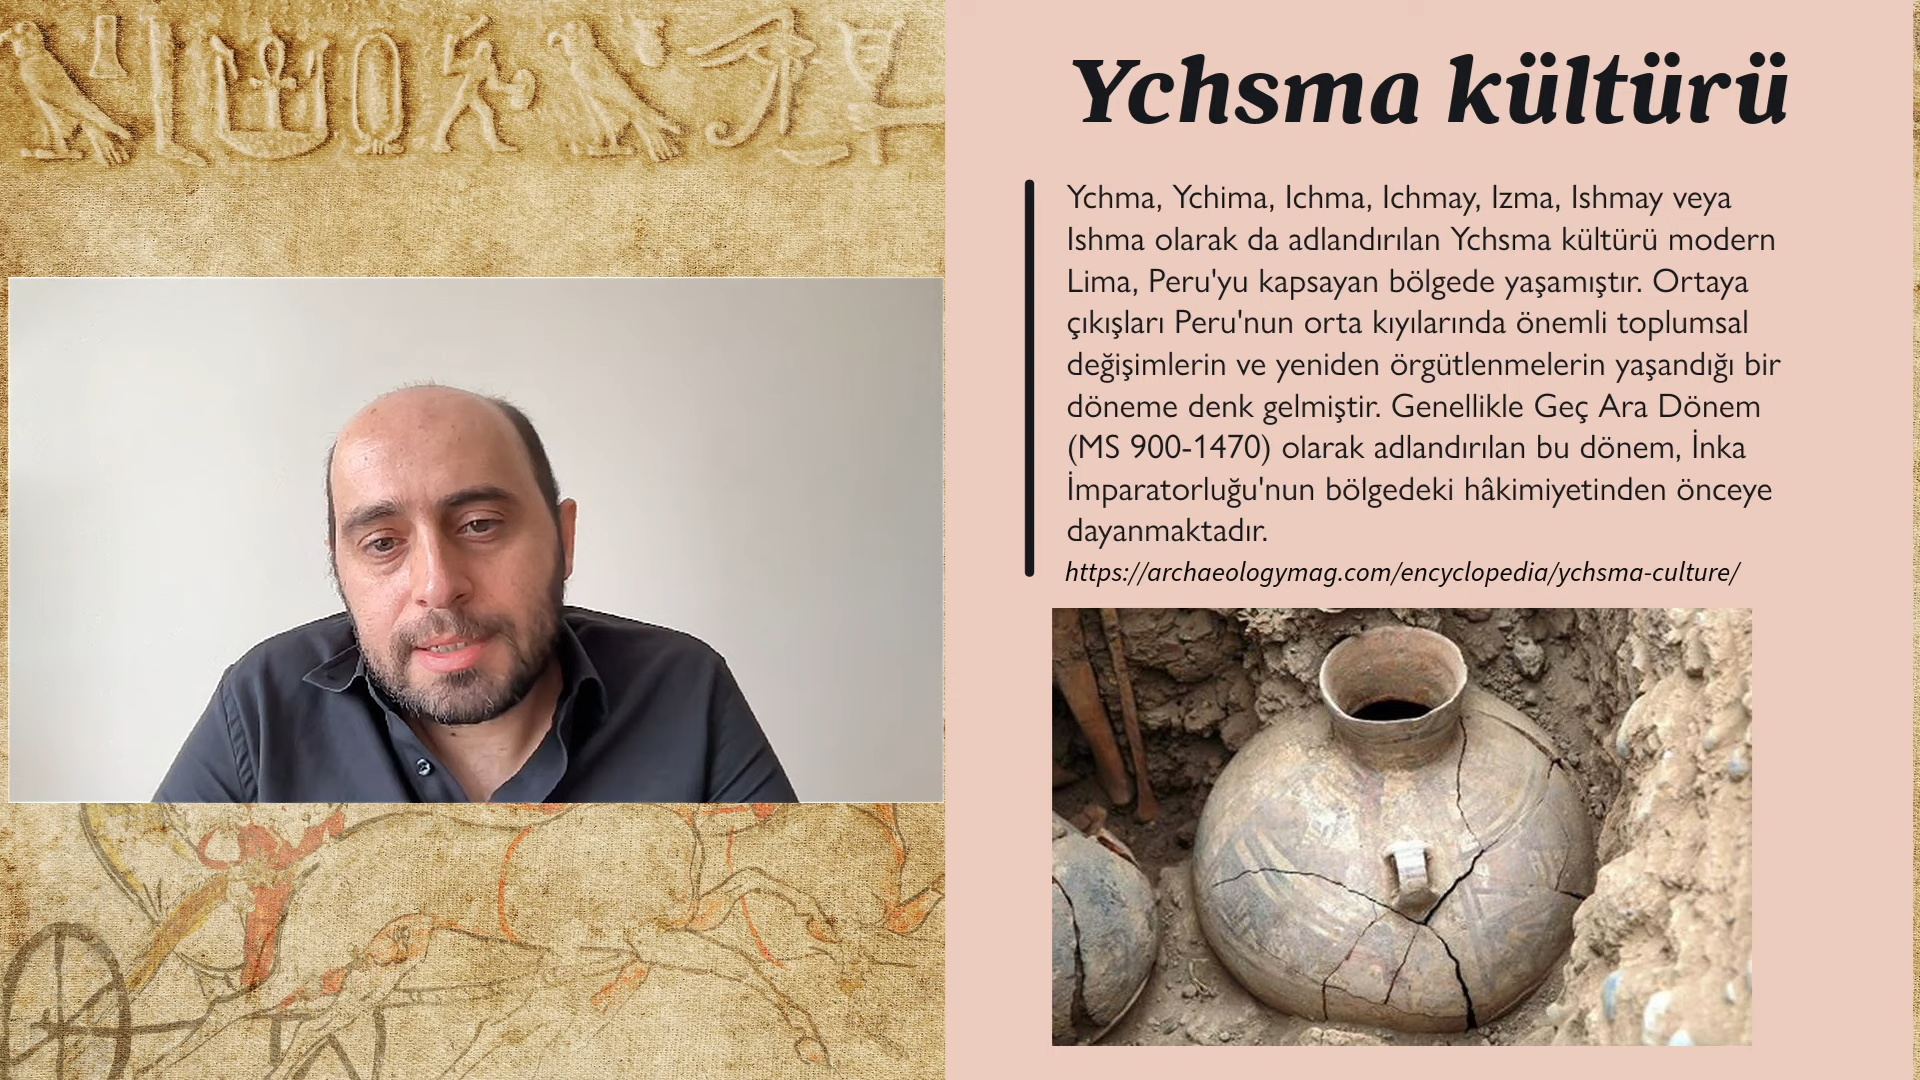 Ychsma kültürü
Ychma, Ychima, Ichma, Ichmay, Izma, Ishmay veya
Ishma olarak da adlandırılan Ychsma kültürü modern
Lima, Peru'yu kapsayan bölgede yaşamıştır. Ortaya
çıkışları Peru'nun orta kıyılarında önemli toplumsal
değişimlerin ve yeniden örgütlenmelerin yaşandığı bir
döneme denk gelmiştir. Genellikle Geç Ara Dönem
(MS 900-1470) olarak adlandırılan bu dönem, İnka
İmparatorluğu'nun bölgedeki hâkimiyetinden önceye
dayanmaktadır.
https://archaeologymag.com/encyclopedia/ychsma-culture/